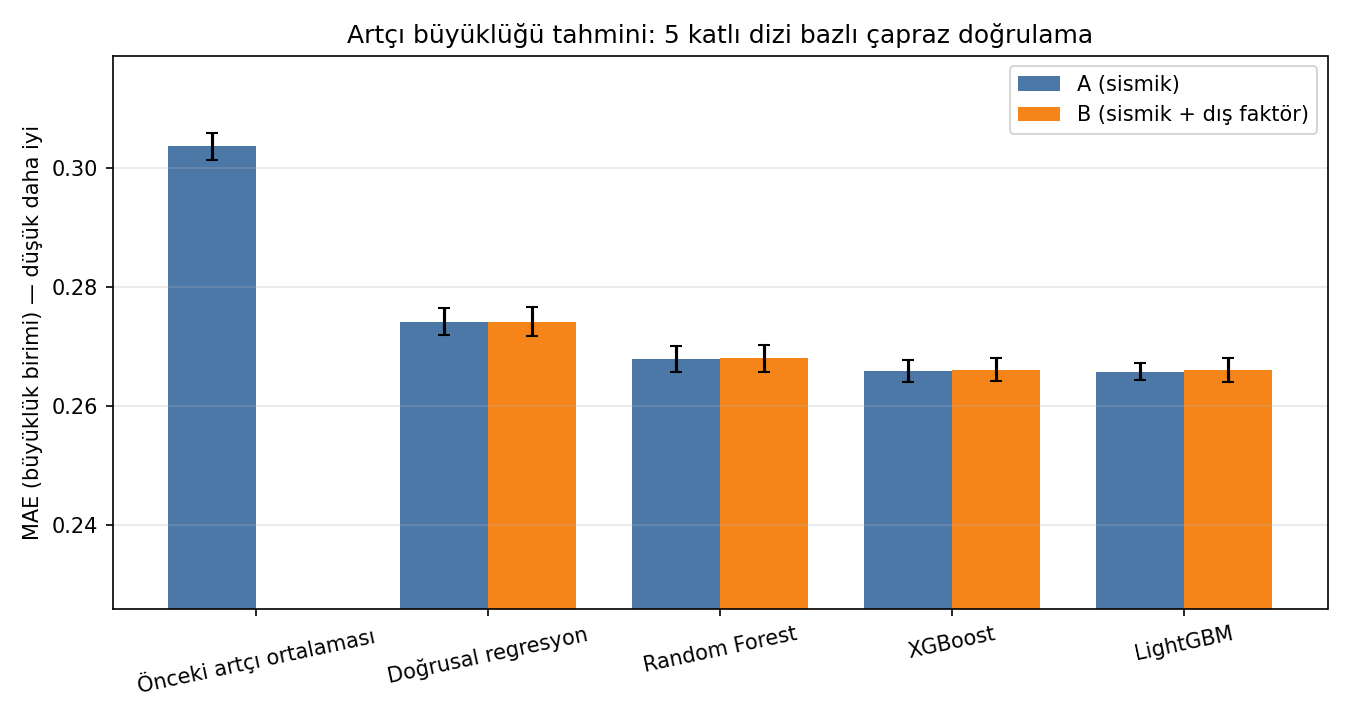 Artçı büyüklüğü tahmini: 5 katlı dizi bazlı çapraz doğrulama
A (sismik)
B (sismik + dış faktör)
MAE (büyüklük birimi) — düşük daha iyi
0.30
0.28
0.26
0.24
Önceki artçı ortalaması
Doğrusal regresyon
Random Forest
XGBoost
LightGBM